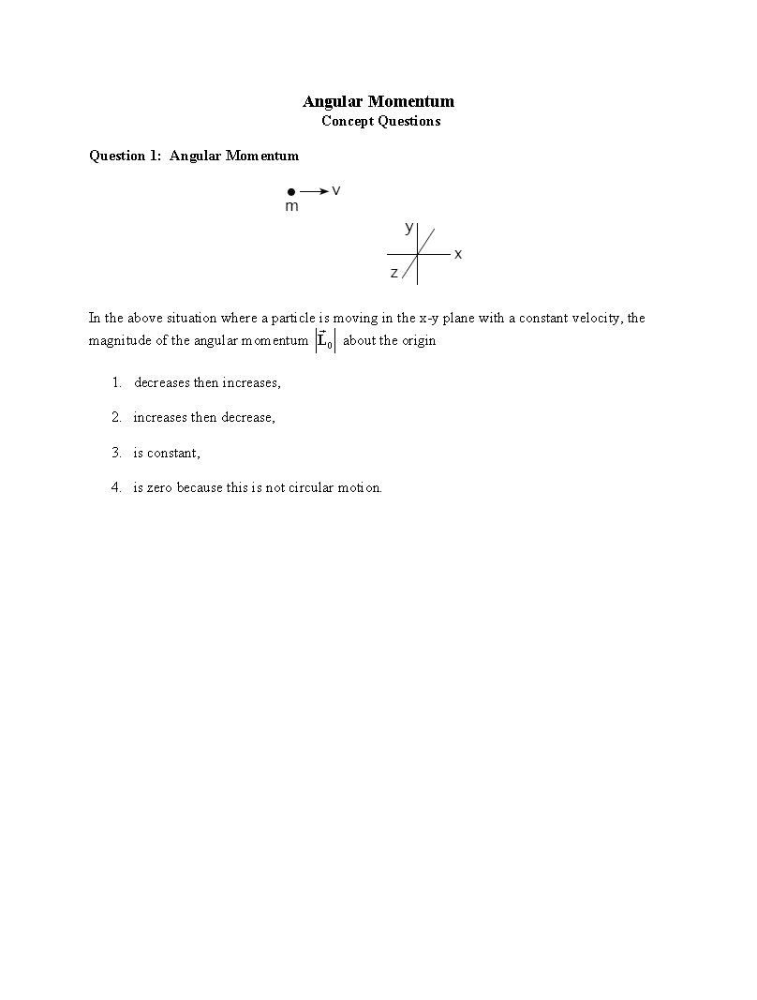 Angular Momentum
Concept Questions
Question 1: Angular Momentum
v
m
y
x
z
In the above situation where a particle is moving in the x-y plane with a constant velocity, the
magnitude of the angular momentum |L⃗₀| about the origin
1. decreases then increases,
2. increases then decrease,
3. is constant,
4. is zero because this is not circular motion.